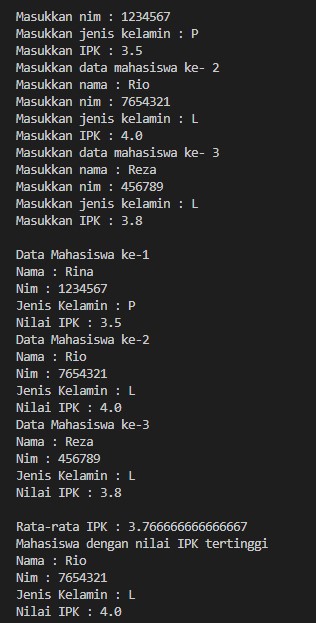 Masukkan nim : 1234567
Masukkan jenis kelamin : P
Masukkan IPK : 3.5
Masukkan data mahasiswa ke- 2
Masukkan nama : Rio
Masukkan nim : 7654321
Masukkan jenis kelamin : L
Masukkan IPK : 4.0
Masukkan data mahasiswa ke- 3
Masukkan nama : Reza
Masukkan nim : 456789
Masukkan jenis kelamin : L
Masukkan IPK : 3.8

Data Mahasiswa ke-1
Nama : Rina
Nim : 1234567
Jenis Kelamin : P
Nilai IPK : 3.5
Data Mahasiswa ke-2
Nama : Rio
Nim : 7654321
Jenis Kelamin : L
Nilai IPK : 4.0
Data Mahasiswa ke-3
Nama : Reza
Nim : 456789
Jenis Kelamin : L
Nilai IPK : 3.8

Rata-rata IPK : 3.766666666666667
Mahasiswa dengan nilai IPK tertinggi
Nama : Rio
Nim : 7654321
Jenis Kelamin : L
Nilai IPK : 4.0